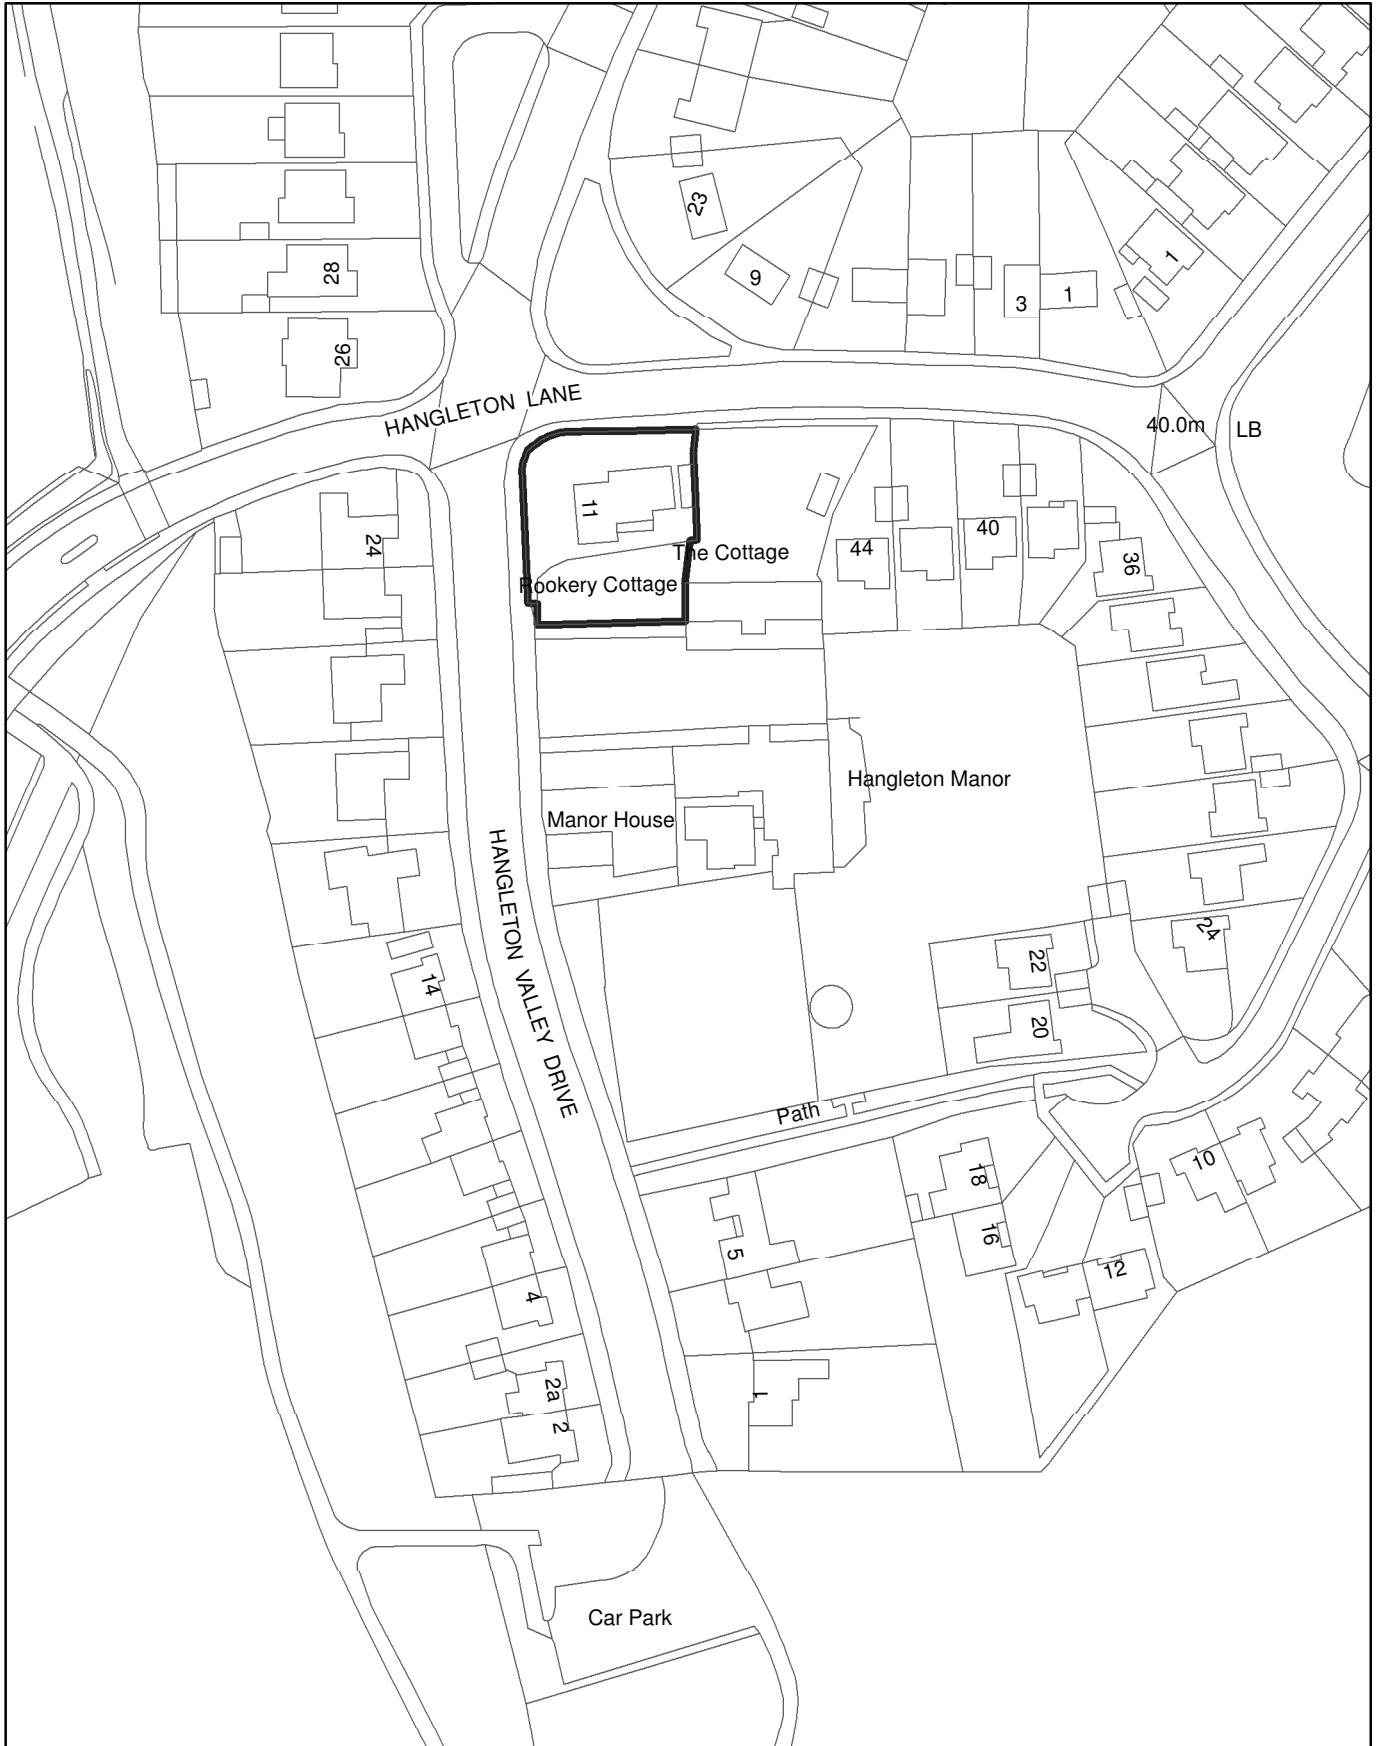 23
1
28
9
3
1
26
HANGLETON LANE
40.0m
LB
11
24
44
40
36
The Cottage
Rookery Cottage
Hangleton Manor
Manor House
HANGLETON VALLEY DRIVE
24
14
22
20
Path
18
10
5
16
12
4
2a
1
2
Car Park